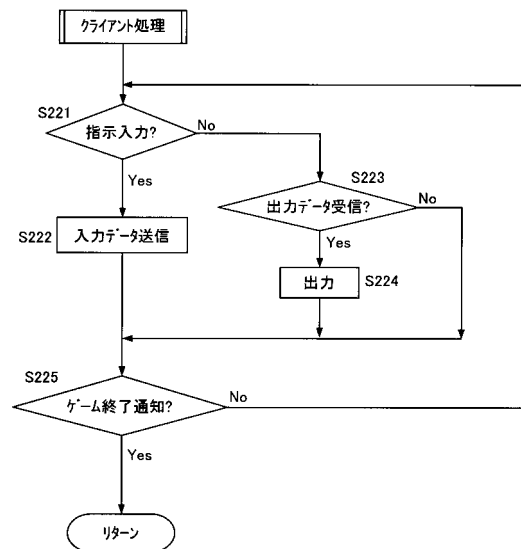 クライアント処理
S221
指示入力?
No
Yes
S223
出力データ受信?
No
S222
入力データ送信
Yes
出力
S224
S225
ゲーム終了通知?
No
Yes
リターン